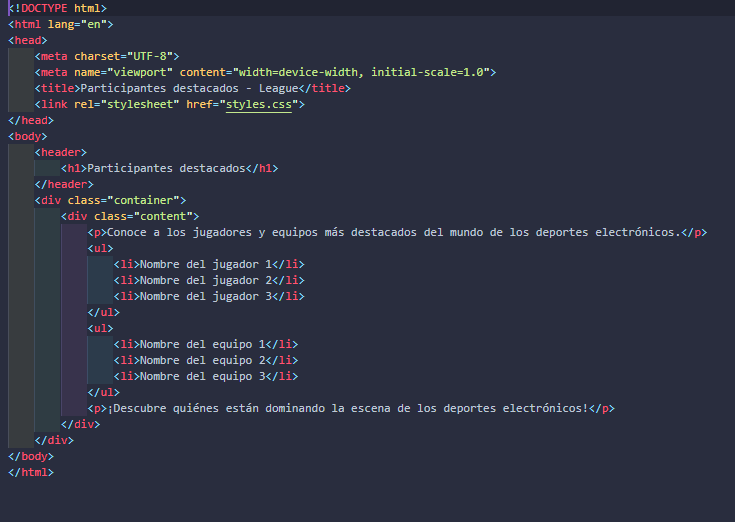 <!DOCTYPE html>
<html lang="en">
<head>
    <meta charset="UTF-8">
    <meta name="viewport" content="width=device-width, initial-scale=1.0">
    <title>Participantes destacados - League</title>
    <link rel="stylesheet" href="styles.css">
</head>
<body>
    <header>
        <h1>Participantes destacados</h1>
    </header>
    <div class="container">
        <div class="content">
            <p>Conoce a los jugadores y equipos más destacados del mundo de los deportes electrónicos.</p>
            <ul>
                <li>Nombre del jugador 1</li>
                <li>Nombre del jugador 2</li>
                <li>Nombre del jugador 3</li>
            </ul>
            <ul>
                <li>Nombre del equipo 1</li>
                <li>Nombre del equipo 2</li>
                <li>Nombre del equipo 3</li>
            </ul>
            <p>¡Descubre quiénes están dominando la escena de los deportes electrónicos!</p>
        </div>
    </div>
</body>
</html>